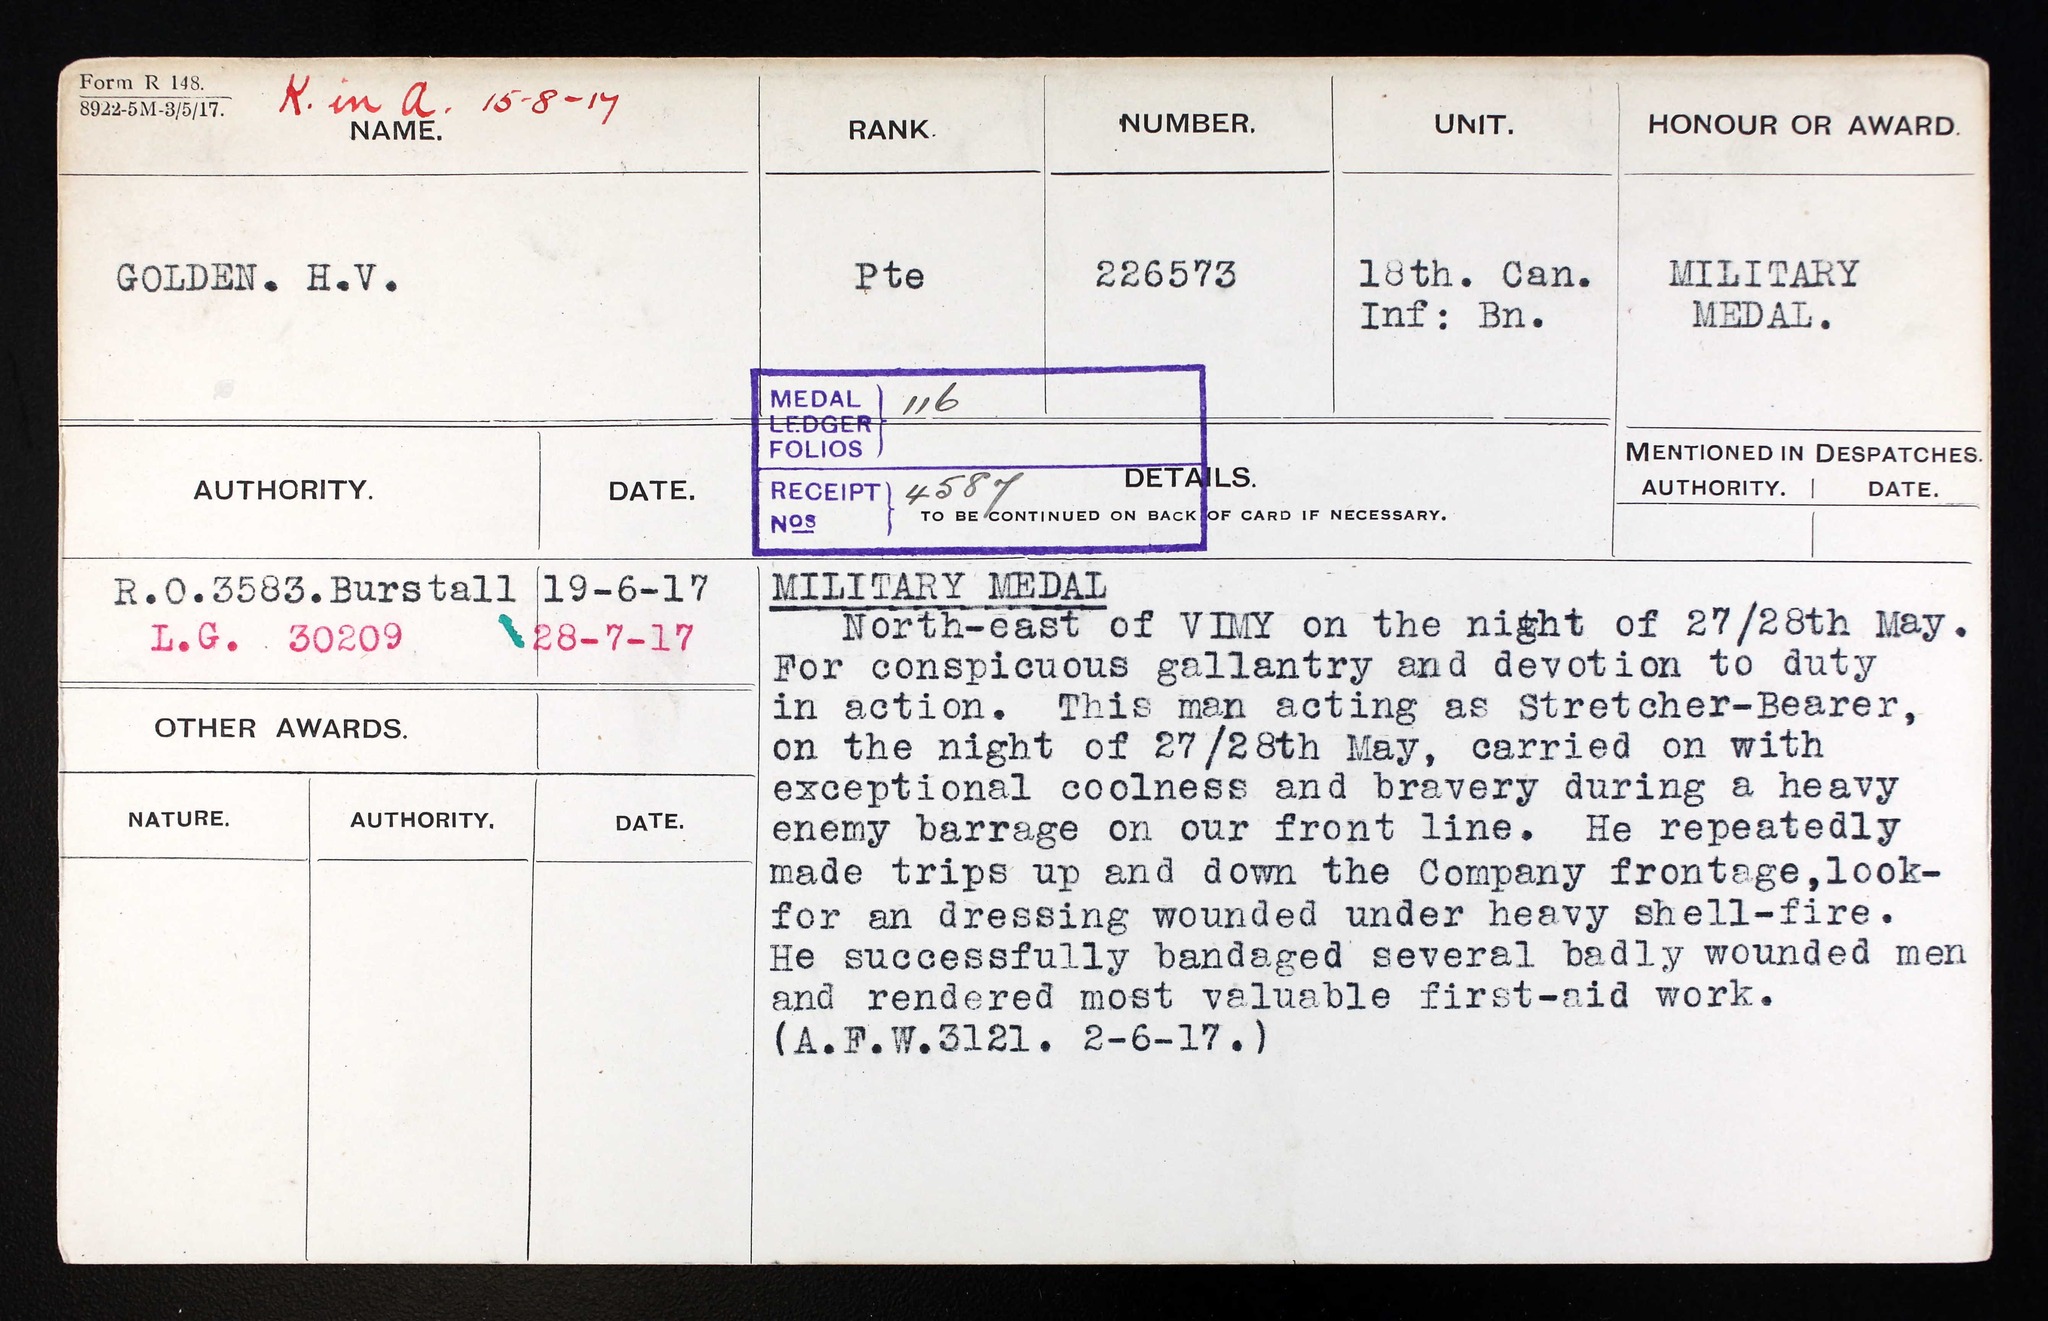 Form R 148.
8922-5M-3/5/17.
K. in A. 15-8-17
NAME.
RANK.
NUMBER.
UNIT.
HONOUR OR AWARD.
GOLDEN. H.V.
Pte
226573
18th. Can.
Inf: Bn.
MILITARY
MEDAL.
MEDAL
LEDGER
FOLIOS
116
RECEIPT
Nos
4587
AUTHORITY.
DATE.
DETAILS.
TO BE CONTINUED ON BACK OF CARD IF NECESSARY.
MENTIONED IN DESPATCHES.
AUTHORITY.
DATE.
R.O.3583.Burstall 19-6-17
L.G. 30209 28-7-17
OTHER AWARDS.
NATURE.
AUTHORITY.
DATE.
MILITARY MEDAL
North-east of VIMY on the night of 27/28th May.
For conspicuous gallantry and devotion to duty
in action. This man acting as Stretcher-Bearer,
on the night of 27/28th May, carried on with
exceptional coolness and bravery during a heavy
enemy barrage on our front line. He repeatedly
made trips up and down the Company frontage,look-
for an dressing wounded under heavy shell-fire.
He successfully bandaged several badly wounded men
and rendered most valuable first-aid work.
(A.F.W.3121. 2-6-17.)